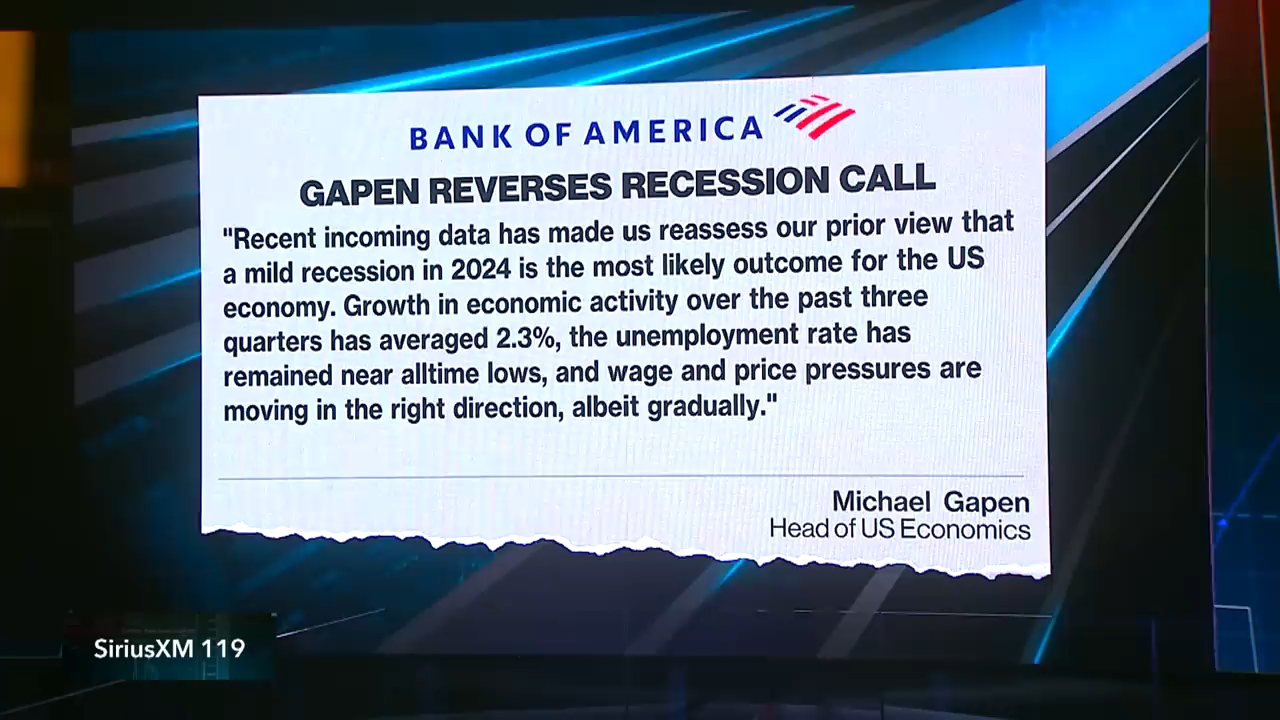 BANK OF AMERICA
GAPEN REVERSES RECESSION CALL
"Recent incoming data has made us reassess our prior view that
a mild recession in 2024 is the most likely outcome for the US
economy. Growth in economic activity over the past three
quarters has averaged 2.3%, the unemployment rate has
remained near alltime lows, and wage and price pressures are
moving in the right direction, albeit gradually."
Michael Gapen
Head of US Economics
SiriusXM 119